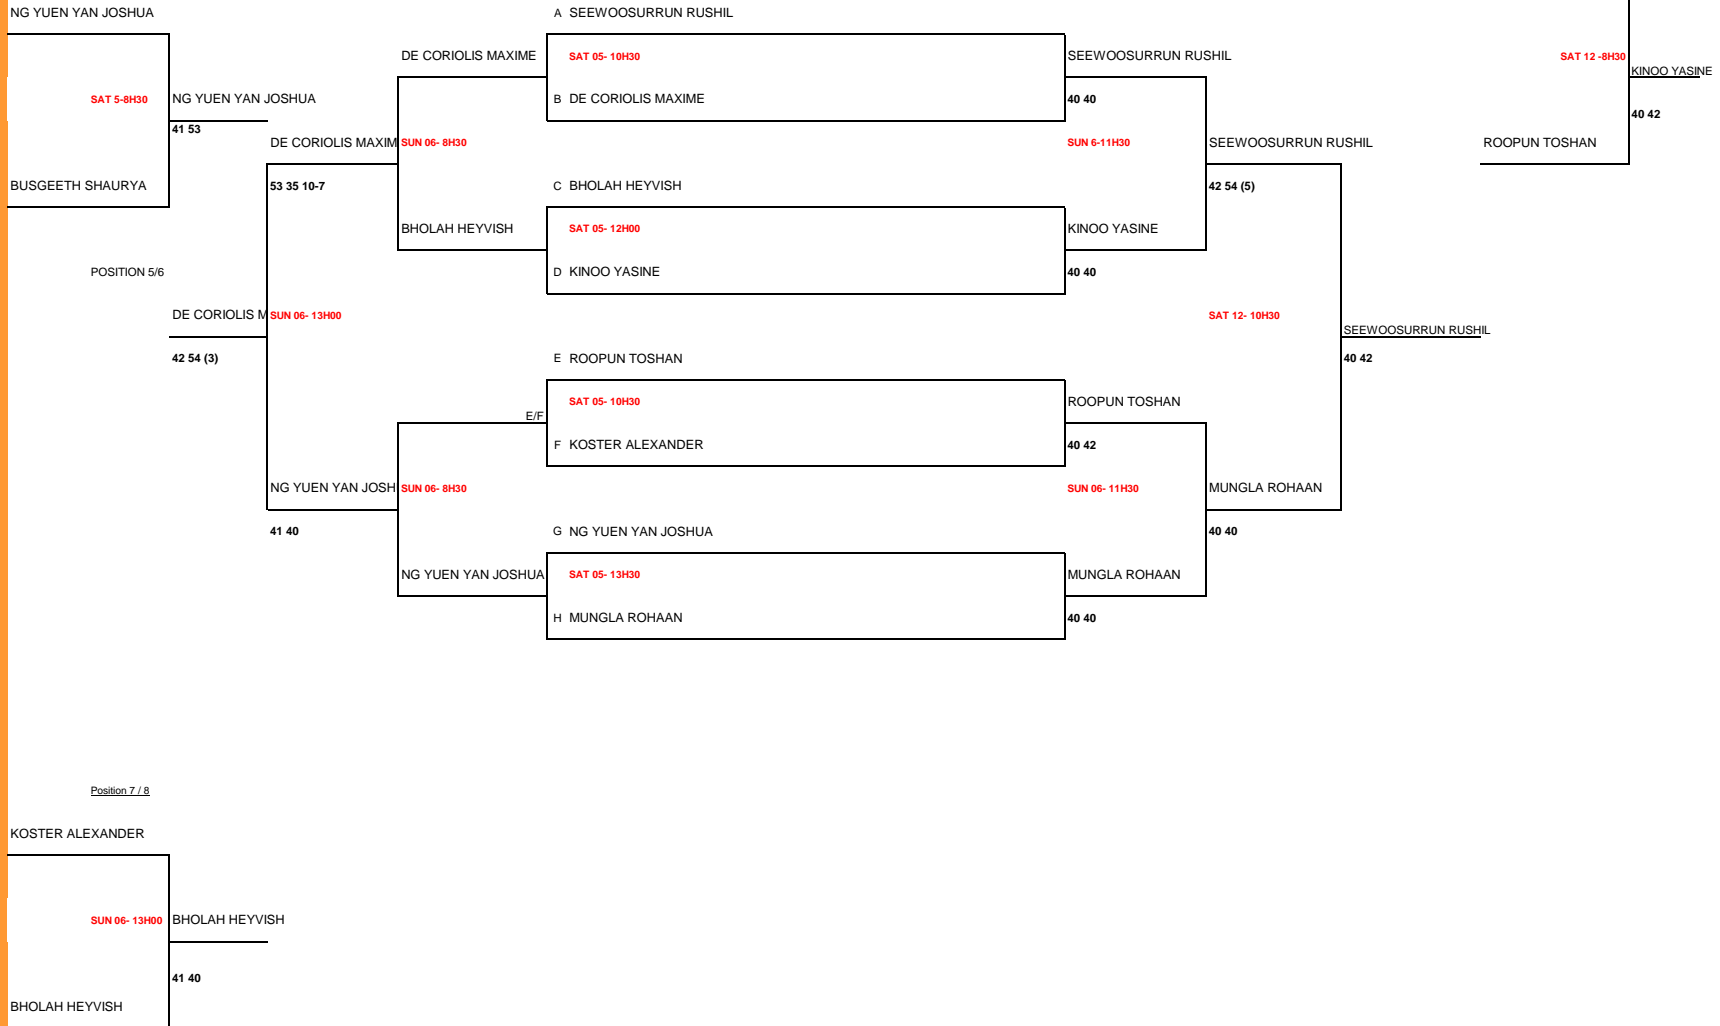 NG YUEN YAN JOSHUA
A SEEWOOSURRUN RUSHIL
DE CORIOLIS MAXIME
SAT 05- 10H30
SEEWOOSURRUN RUSHIL
SAT 12 -8H30
KINOO YASINE
SAT 5-8H30
NG YUEN YAN JOSHUA
B DE CORIOLIS MAXIME
40 40
40 42
41 53
DE CORIOLIS MAXIM
SUN 06- 8H30
SUN 6-11H30
SEEWOOSURRUN RUSHIL
ROOPUN TOSHAN
BUSGEETH SHAURYA
53 35 10-7
C BHOLAH HEYVISH
42 54 (5)
BHOLAH HEYVISH
SAT 05- 12H00
KINOO YASINE
POSITION 5/6
D KINOO YASINE
40 40
DE CORIOLIS M
SUN 06- 13H00
SAT 12- 10H30
SEEWOOSURRUN RUSHIL
42 54 (3)
E ROOPUN TOSHAN
40 42
SAT 05- 10H30
ROOPUN TOSHAN
E/F
F KOSTER ALEXANDER
40 42
NG YUEN YAN JOSH
SUN 06- 8H30
SUN 06- 11H30
MUNGLA ROHAAN
41 40
G NG YUEN YAN JOSHUA
40 40
NG YUEN YAN JOSHUA
SAT 05- 13H30
MUNGLA ROHAAN
H MUNGLA ROHAAN
40 40
Position 7 / 8
KOSTER ALEXANDER
SUN 06- 13H00
BHOLAH HEYVISH
41 40
BHOLAH HEYVISH